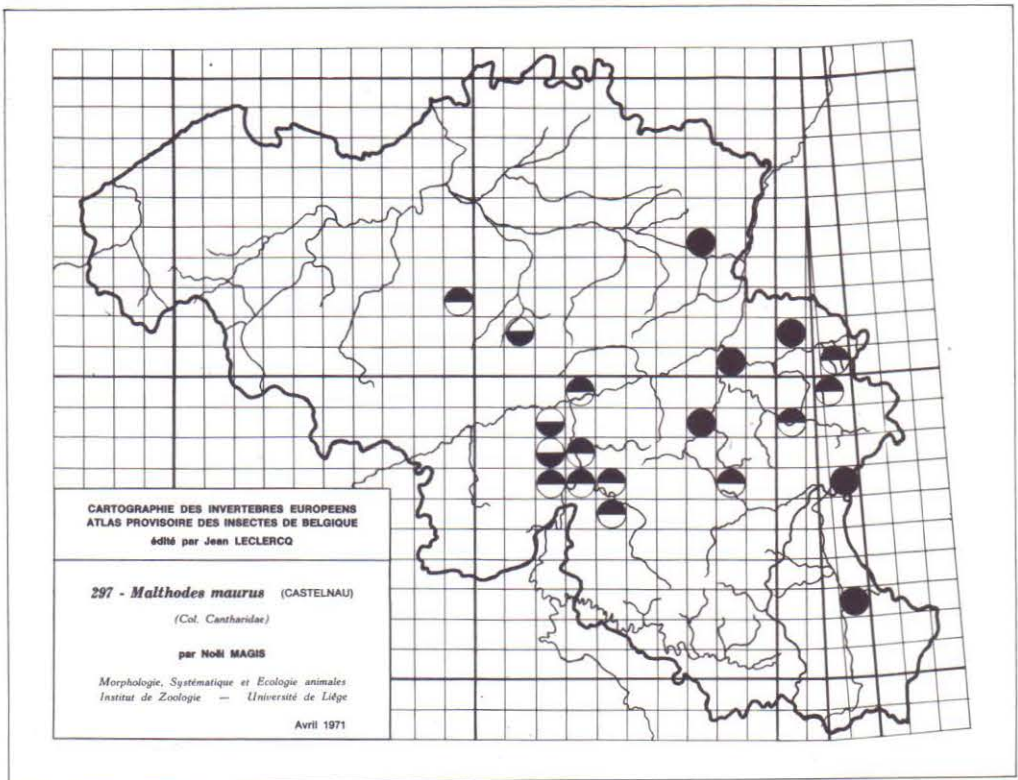 CARTOGRAPHIE DES INVERTEBRES EUROPEENS
ATLAS PROVISOIRE DES INSECTES DE BELGIQUE
édité par Jean LECLERCQ
297 - Malthodes maurus (CASTELNAU)
(Col. Cantharidae)
par Noël MAGIS
Morphologie, Systématique et Ecologie animales
Institut de Zoologie — Université de Liège
Avril 1971